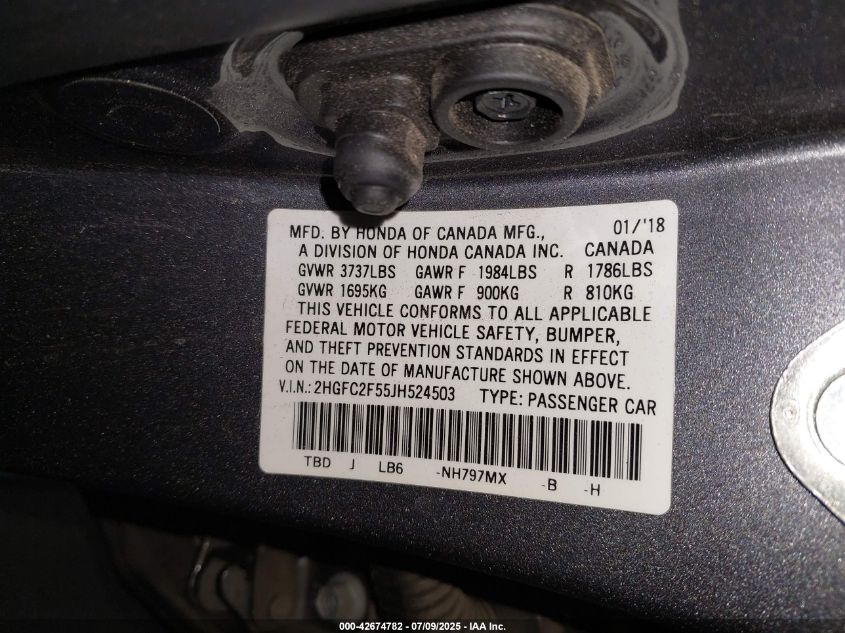 MFD. BY HONDA OF CANADA MFG., 01/'18
A DIVISION OF HONDA CANADA INC. CANADA
GVWR 3737LBS GAWR F 1984LBS R 1786LBS
GVWR 1695KG GAWR F 900KG R 810KG
THIS VEHICLE CONFORMS TO ALL APPLICABLE
FEDERAL MOTOR VEHICLE SAFETY, BUMPER,
AND THEFT PREVENTION STANDARDS IN EFFECT
ON THE DATE OF MANUFACTURE SHOWN ABOVE.
V.I.N.: 2HGFC2F55JH524503 TYPE: PASSENGER CAR
TBD J LB6 -NH797MX -B -H
000-42674782 - 07/09/2025 - IAA Inc.